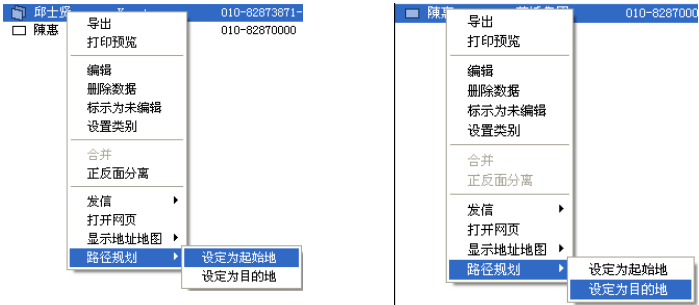 邱士贤 010-82873871-
陳惠 010-82870000
导出
打印预览
编辑
删除数据
标示为未编辑
设置类别
合并
正反面分离
发信
打开网页
显示地址地图
路径规划
设定为起始地
设定为目的地
陳惠 010-8287000
导出
打印预览
编辑
删除数据
标示为未编辑
设置类别
合并
正反面分离
发信
打开网页
显示地址地图
路径规划
设定为起始地
设定为目的地